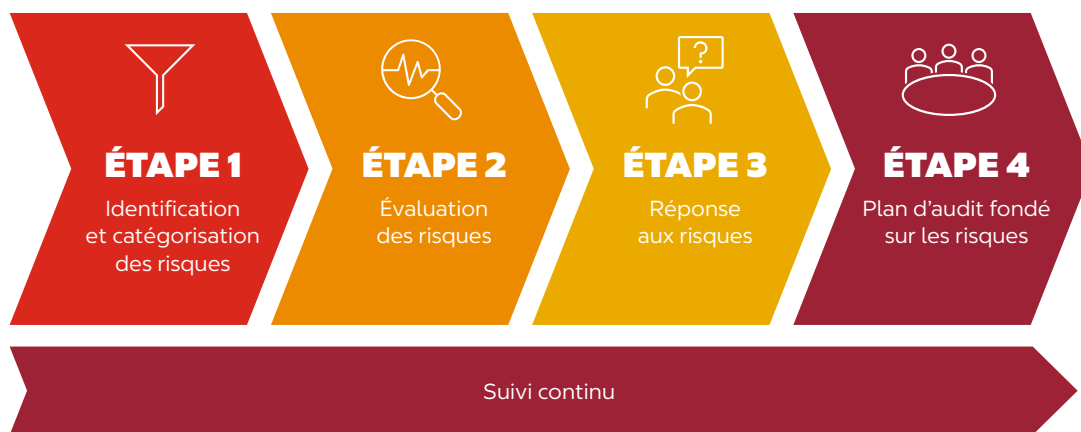 ?
ÉTAPE 1
Identification
et catégorisation
des risques
ÉTAPE 2
Évaluation
des risques
ÉTAPE 3
Réponse
aux risques
ÉTAPE 4
Plan d'audit fondé
sur les risques
Suivi continu